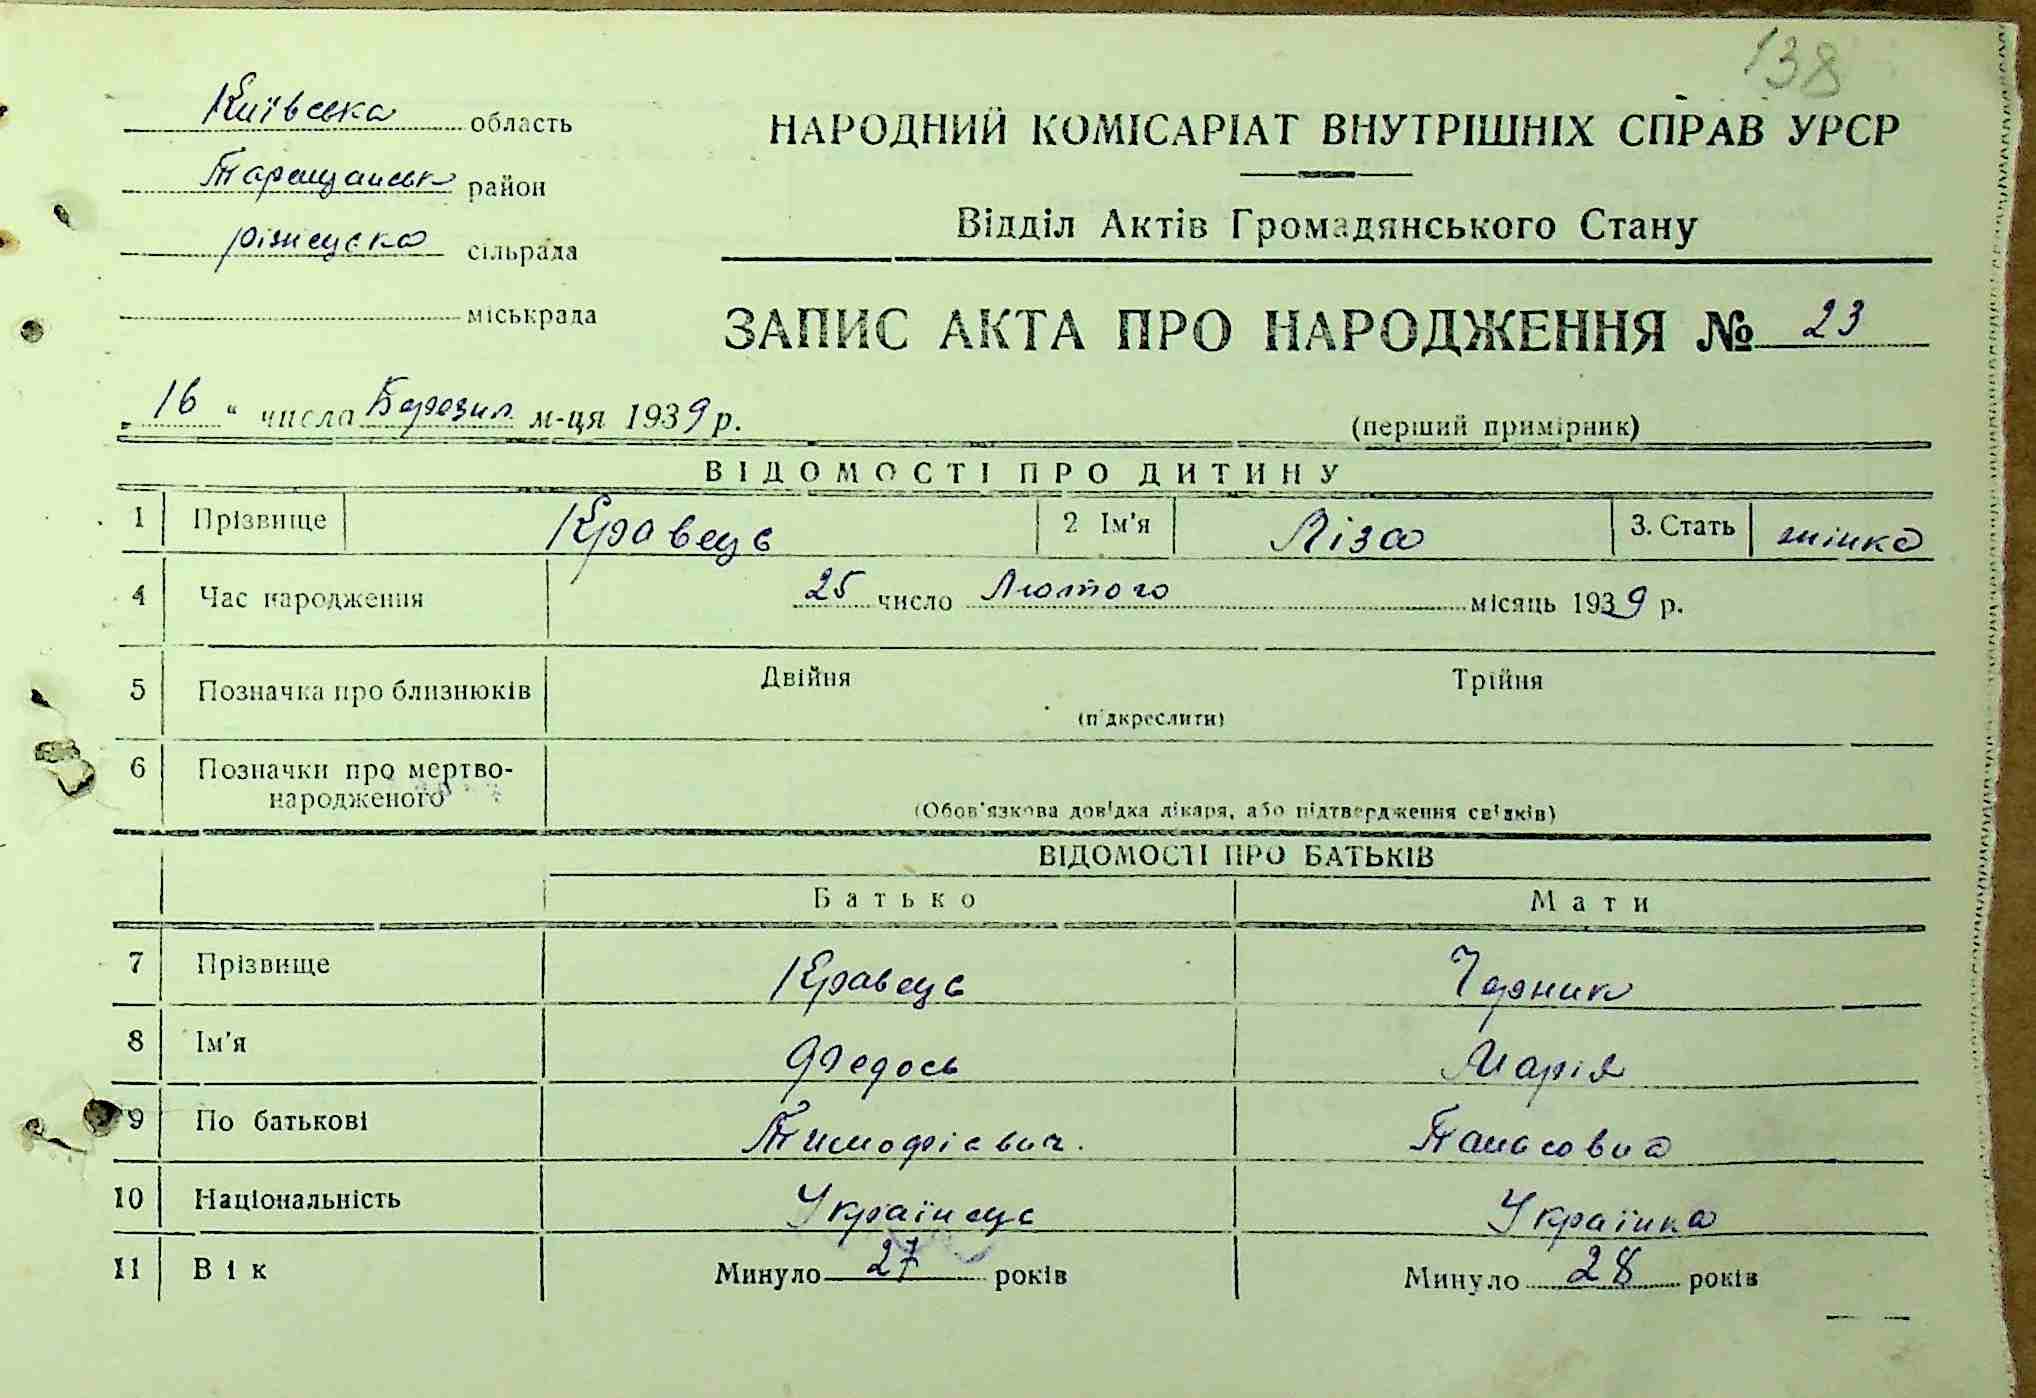 138
Київська область
Таращанськ район
сільрада
міськрада
НАРОДНИЙ КОМІСАРІАТ ВНУТРІШНІХ СПРАВ УРСР
Відділ Актів Громадянського Стану
ЗАПИС АКТА ПРО НАРОДЖЕННЯ № 23
„ 16 “ числа Березил м-ця 1939 р.
(перший примірник)
ВІДОМОСТІ ПРО ДИТИНУ
1 Прізвище Кравець 2 Ім'я Ліза 3. Стать жінка
4 Час народження 25 число Лютого місяць 1939 р.
5 Позначка про близнюків Двійня Трійня
(підкреслити)
6 Позначки про мертво-
народженого
(Обов'язкова довідка лікаря, або підтвердження свідків)
ВІДОМОСТІ ПРО БАТЬКІВ
Батько Мати
7 Прізвище Кравець Черник
8 Ім'я Федось Марія
9 По батькові Тимофієвич.
10 Національність Українець Українка
11 Вік Минуло 27 років Минуло 28 років